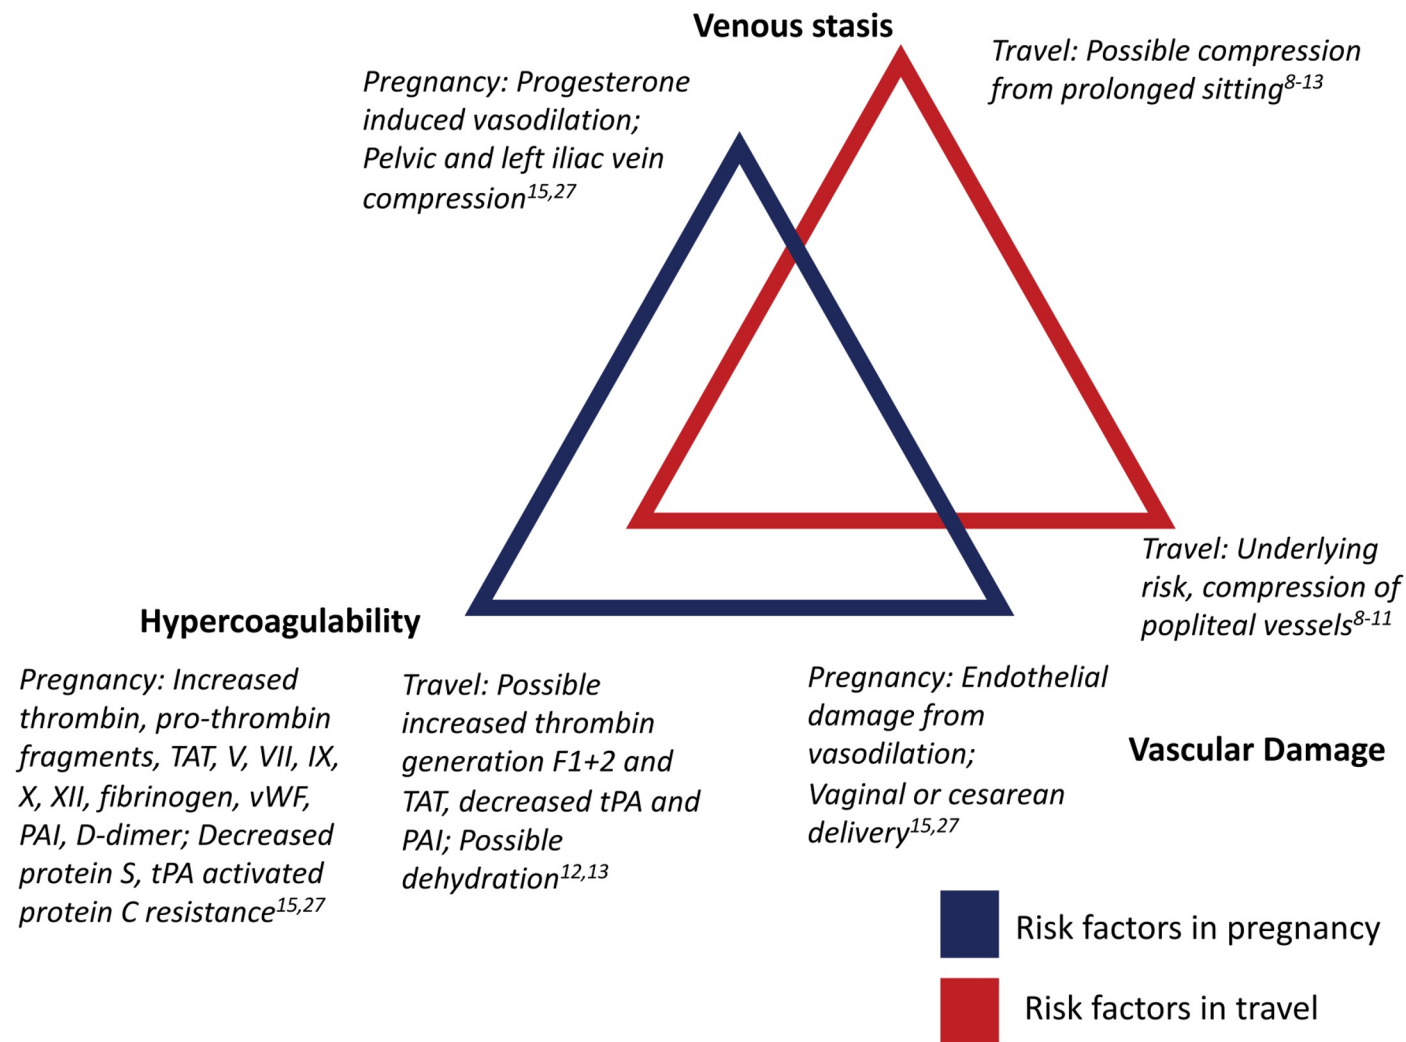 Venous stasis
Pregnancy: Progesterone
induced vasodilation;
Pelvic and left iliac vein
compression15,27
Travel: Possible compression
from prolonged sitting8-13
Travel: Underlying
risk, compression of
popliteal vessels8-11
Hypercoagulability
Pregnancy: Increased
thrombin, pro-thrombin
fragments, TAT, V, VII, IX,
X, XII, fibrinogen, vWF,
PAI, D-dimer; Decreased
protein S, tPA activated
protein C resistance15,27
Travel: Possible
increased thrombin
generation F1+2 and
TAT, decreased tPA and
PAI; Possible
dehydration12,13
Pregnancy: Endothelial
damage from
vasodilation;
Vaginal or cesarean
delivery15,27
Vascular Damage
Risk factors in pregnancy
Risk factors in travel